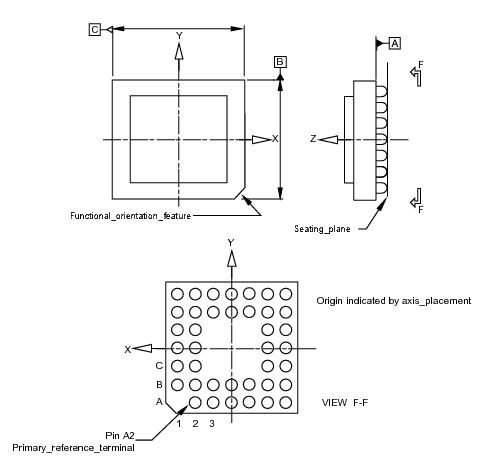 C
Y
B
X
Functional_orientation_feature
A
F
Z
F
Seating_plane
Y
Origin indicated by axis_placement
X
C
B
A
1 2 3
VIEW F-F
Pin A2
Primary_reference_terminal